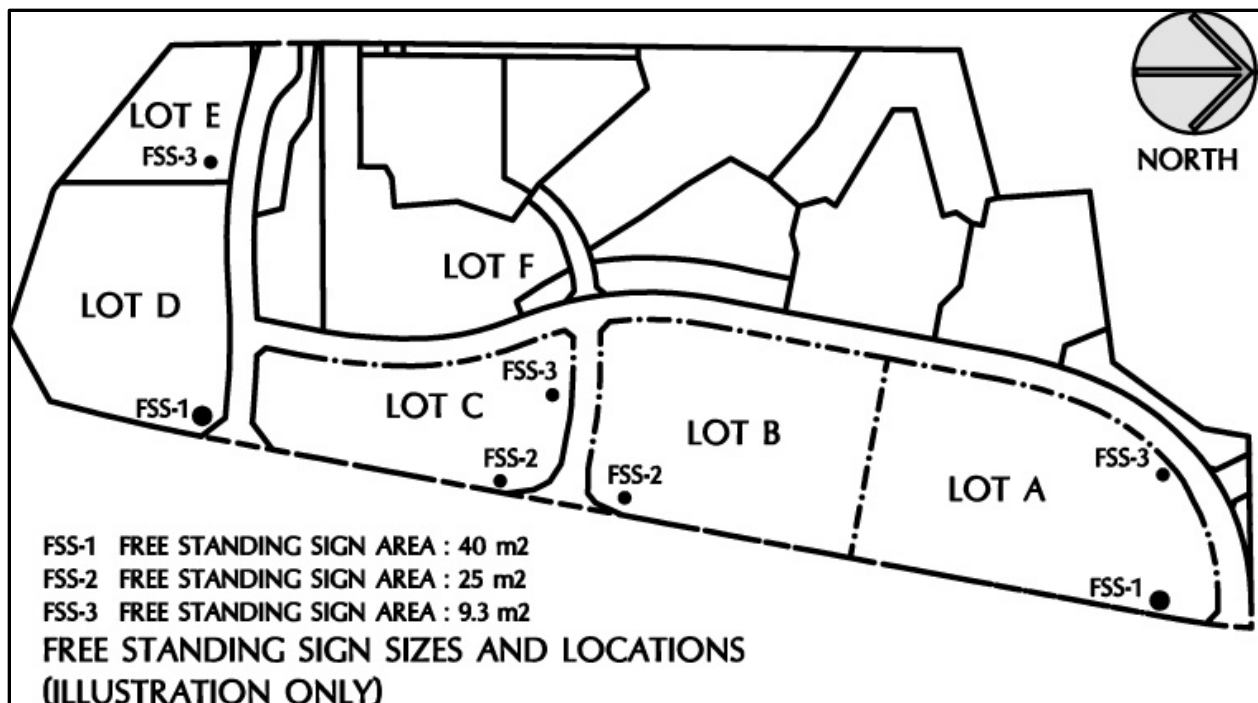 NORTH
LOT E
FSS-3
LOT D
FSS-1
LOT F
LOT C
FSS-3
FSS-2
LOT B
FSS-2
LOT A
FSS-3
FSS-1
FSS-1 FREE STANDING SIGN AREA : 40 m2
FSS-2 FREE STANDING SIGN AREA : 25 m2
FSS-3 FREE STANDING SIGN AREA : 9.3 m2
FREE STANDING SIGN SIZES AND LOCATIONS
(ILLUSTRATION ONLY)